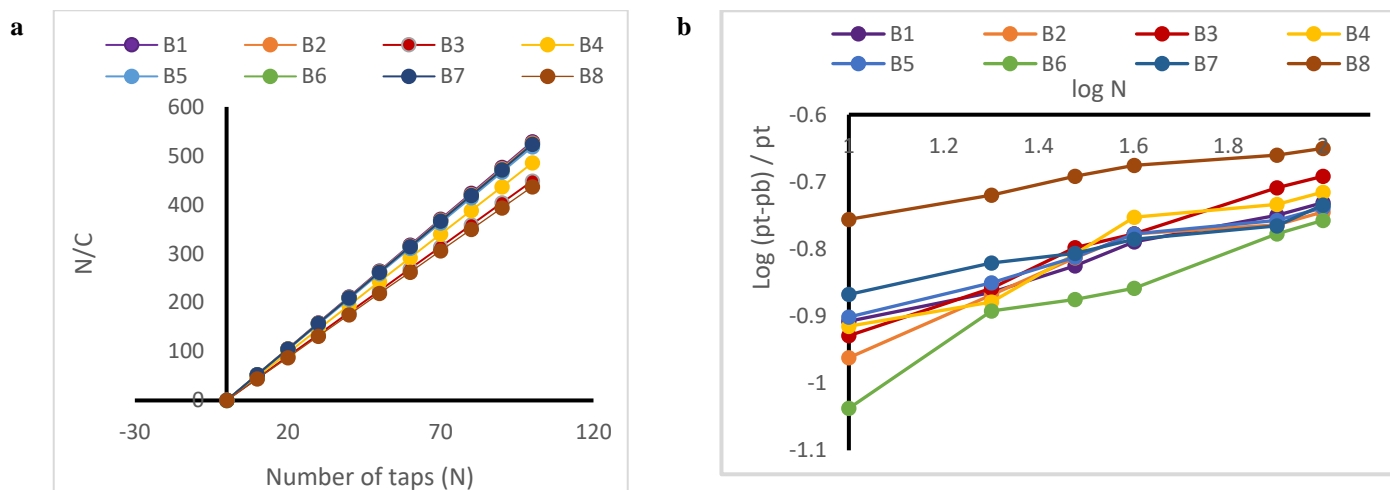 a
B1 B2 B3 B4
B5 B6 B7 B8
600
500
400
300
200
100
0
-30 20 70 120
N/C
Number of taps (N)
b
B1 B2 B3 B4
B5 B6 B7 B8
log N
-0.6
1 1.2 1.4 1.6 1.8 2
-0.7
-0.8
-0.9
-1
-1.1
Log (pt-pb) / pt